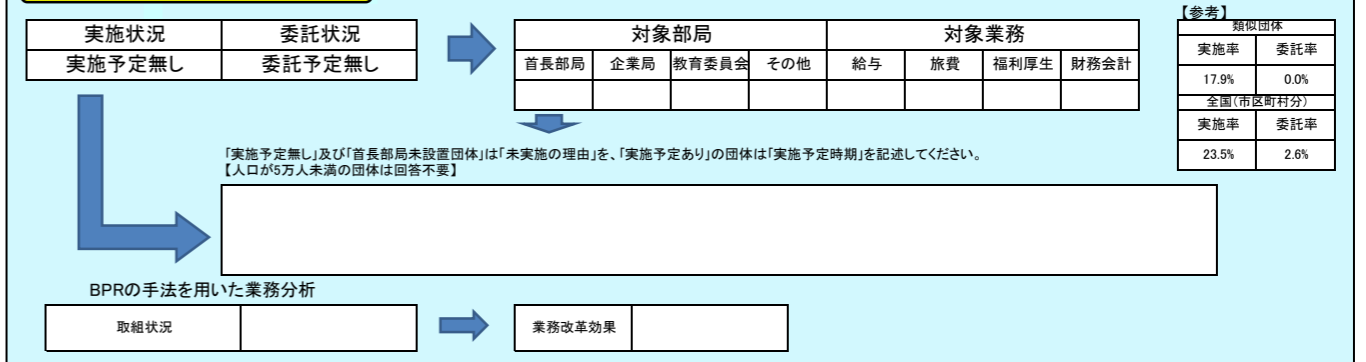 【参考】
実施状況 委託状況 対象部局 対象業務 類似団体
実施予定無し 委託予定無し 首長部局 企業局 教育委員会 その他 給与 旅費 福利厚生 財務会計 実施率 委託率
17.9% 0.0%
全国(市区町村分)
実施率 委託率
23.5% 2.6%
「実施予定無し」及び「首長部局未設置団体」は「未実施の理由」を、「実施予定あり」の団体は「実施予定時期」を記述してください。
【人口が5万人未満の団体は回答不要】
BPRの手法を用いた業務分析
取組状況 業務改革効果